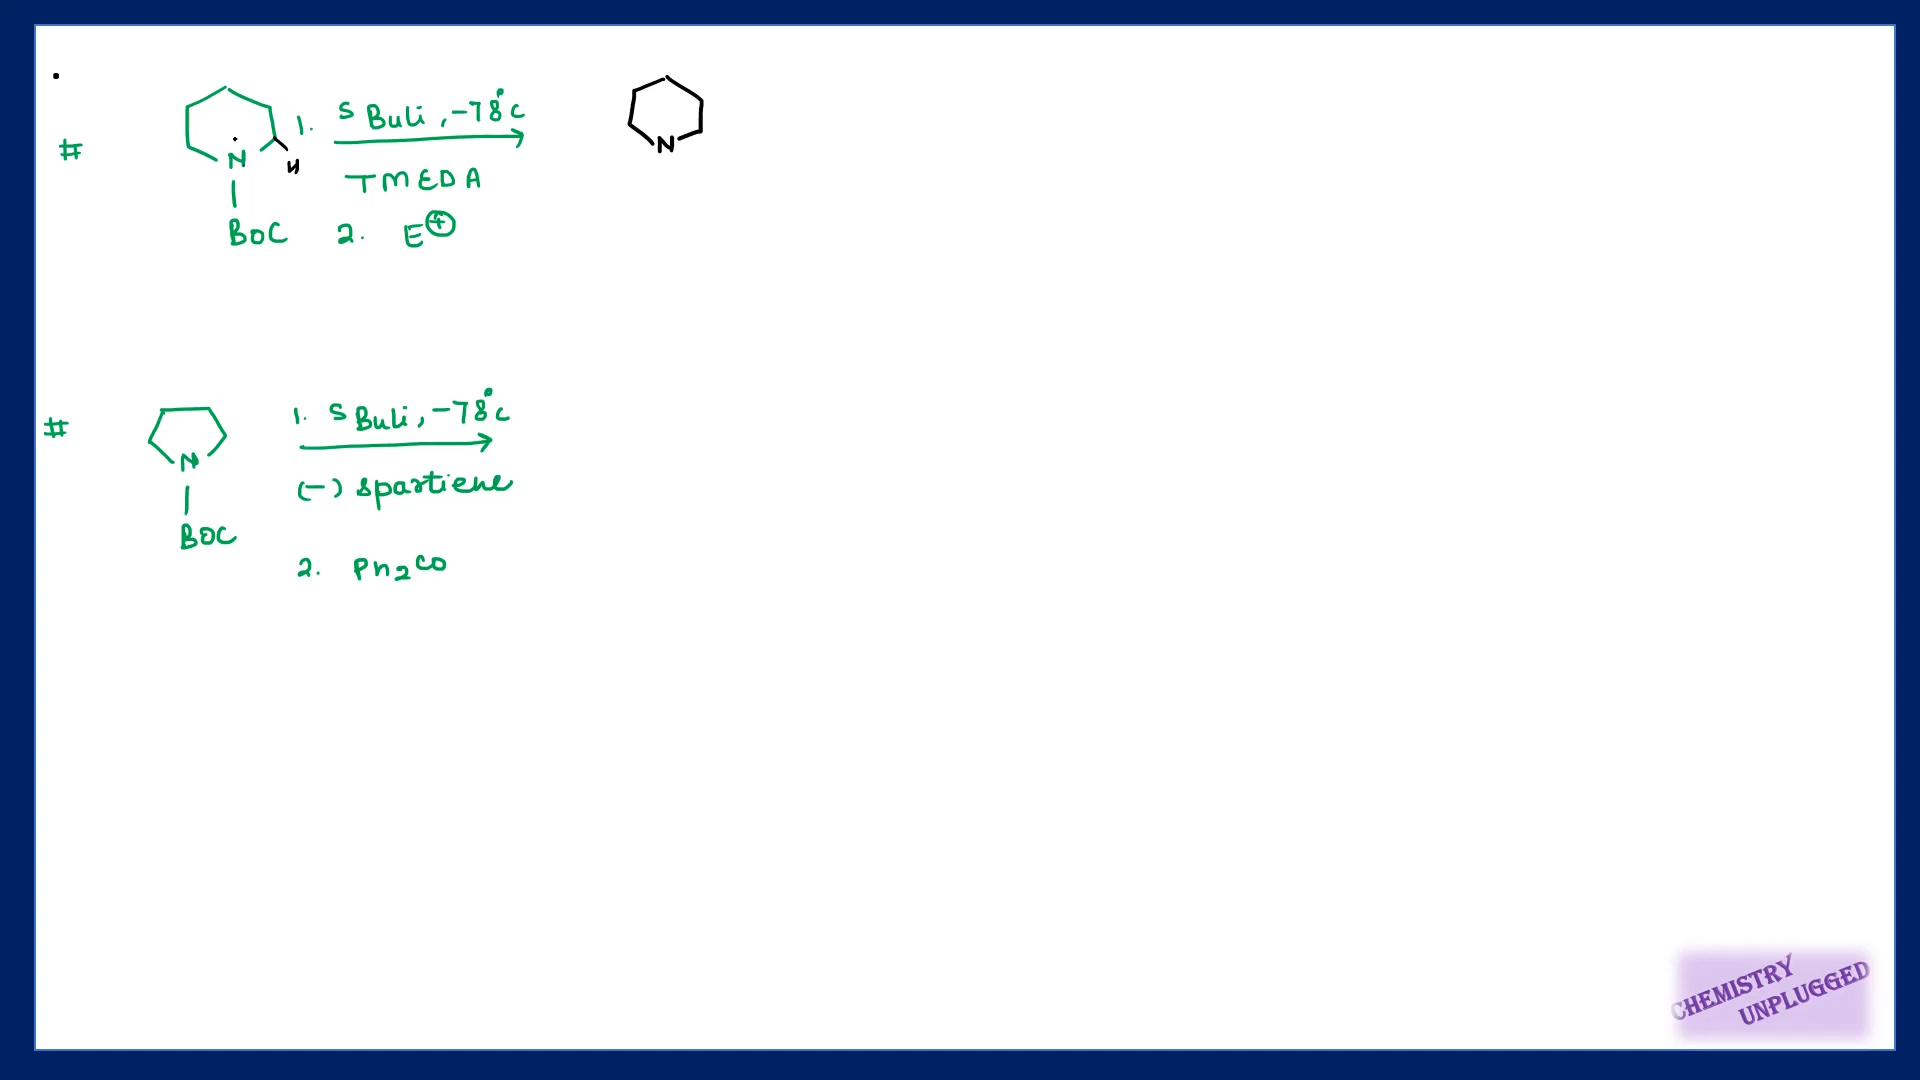 # 1. S BuLi, -78°C
N H
TMEDA
BOC 2. E⊕
N
# 1. S BuLi, -78°C
N
(-) spartiene
BOC
2. Ph2CO
CHEMISTRY
UNPLUGGED